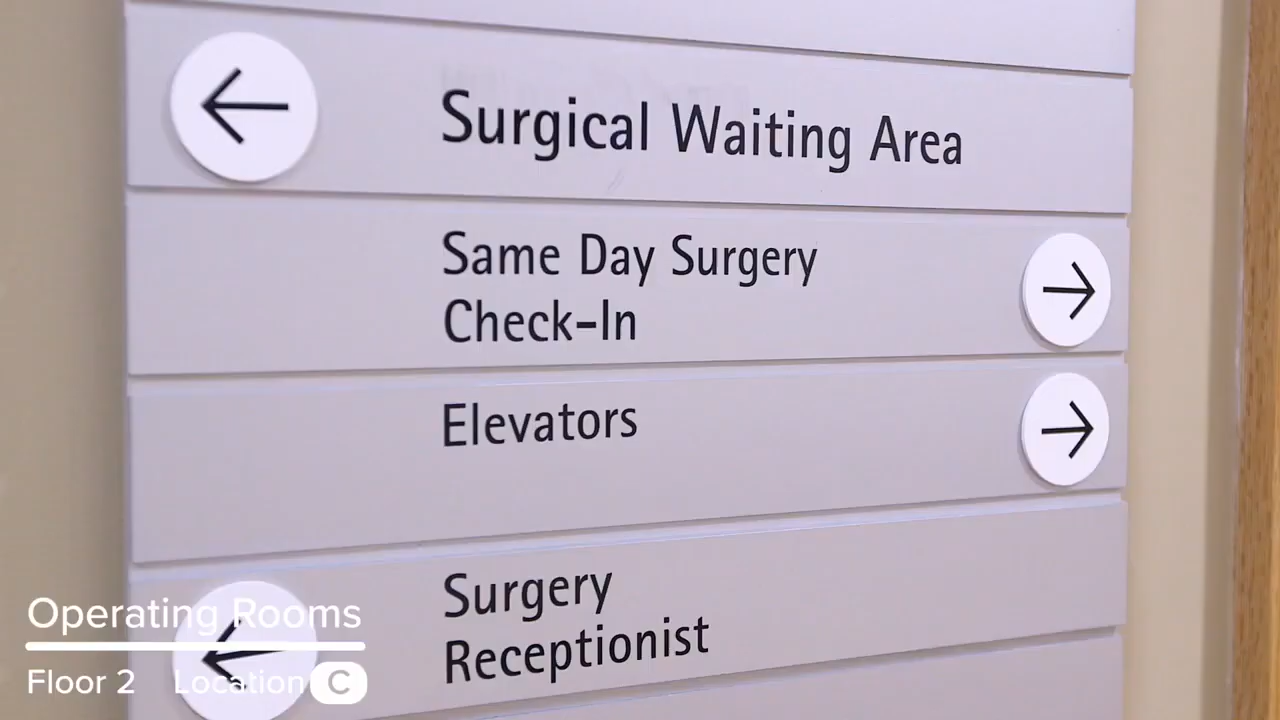 Surgical Waiting Area
Same Day Surgery
Check-In
Elevators
Surgery
Receptionist
Operating Rooms
Floor 2 Location C